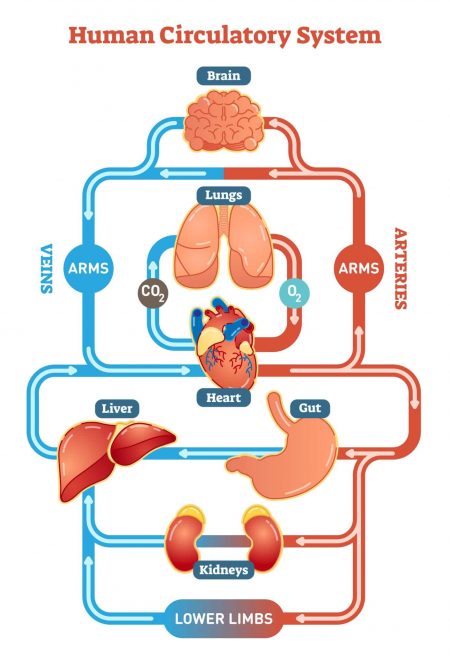 Human Circulatory System
Brain
Lungs
VEINS
ARMS
CO2
O2
ARMS
ARTERIES
Heart
Liver
Gut
Kidneys
LOWER LIMBS